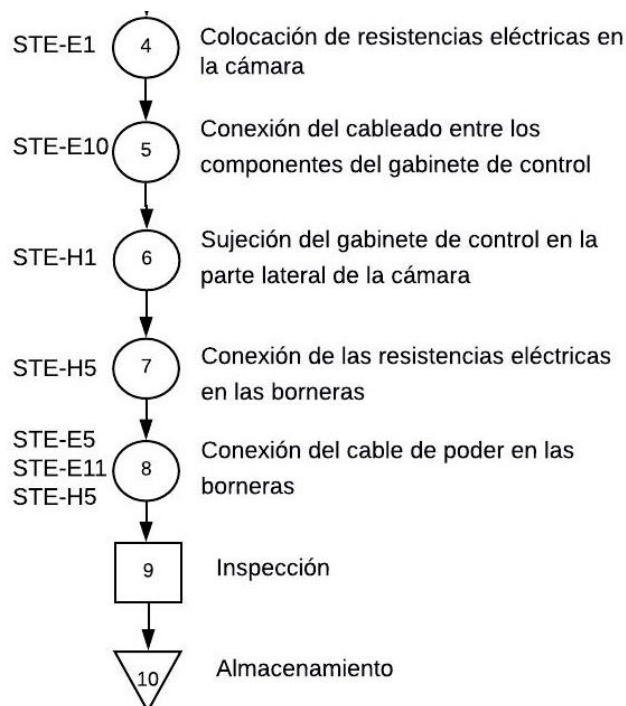 STE-E1
4
Colocación de resistencias eléctricas en
la cámara
STE-E10
5
Conexión del cableado entre los
componentes del gabinete de control
STE-H1
6
Sujeción del gabinete de control en la
parte lateral de la cámara
STE-H5
7
Conexión de las resistencias eléctricas
en las borneras
STE-E5
STE-E11
STE-H5
8
Conexión del cable de poder en las
borneras
9
Inspección
10
Almacenamiento